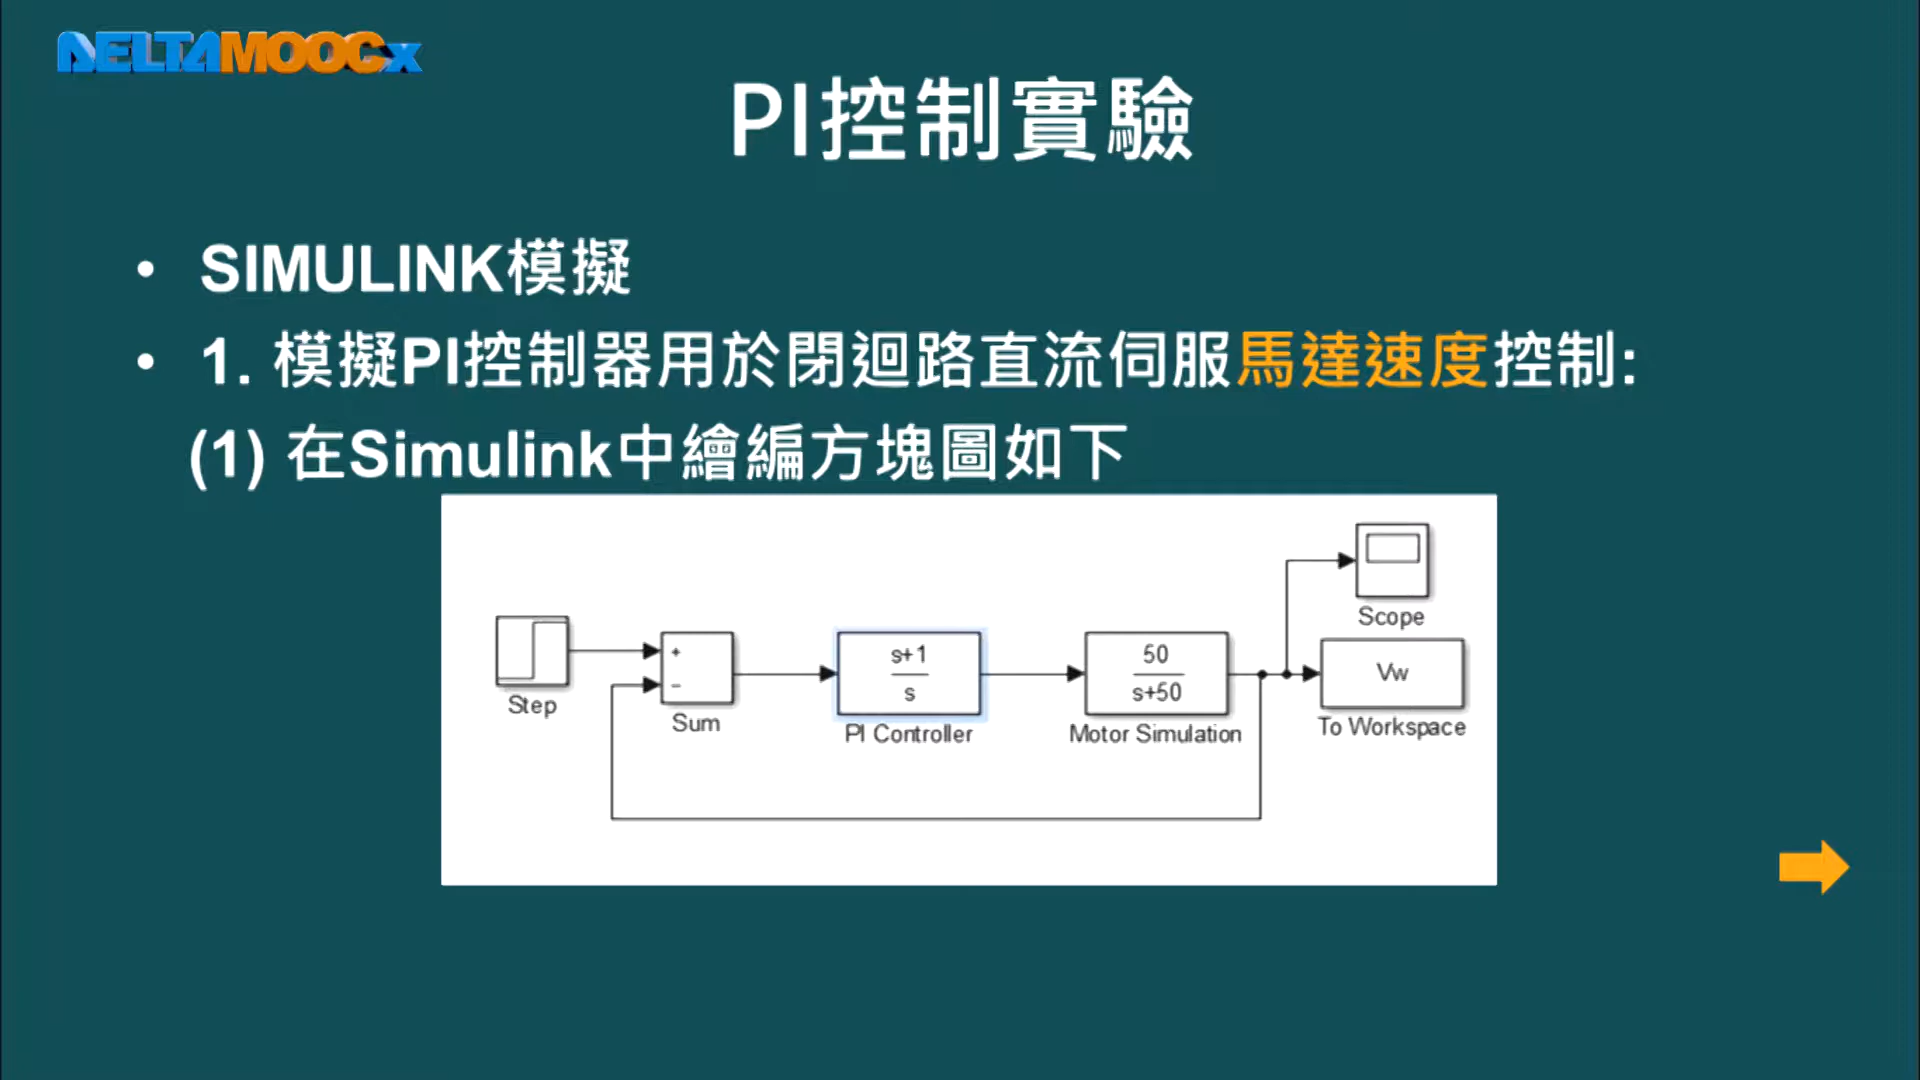 DELTAMOOCx
PI控制實驗
• SIMULINK模擬
• 1. 模擬PI控制器用於閉迴路直流伺服馬達速度控制:
(1) 在Simulink中繪編方塊圖如下
Step
+
−
Sum
s+1
s
PI Controller
50
s+50
Motor Simulation
Scope
Vw
To Workspace